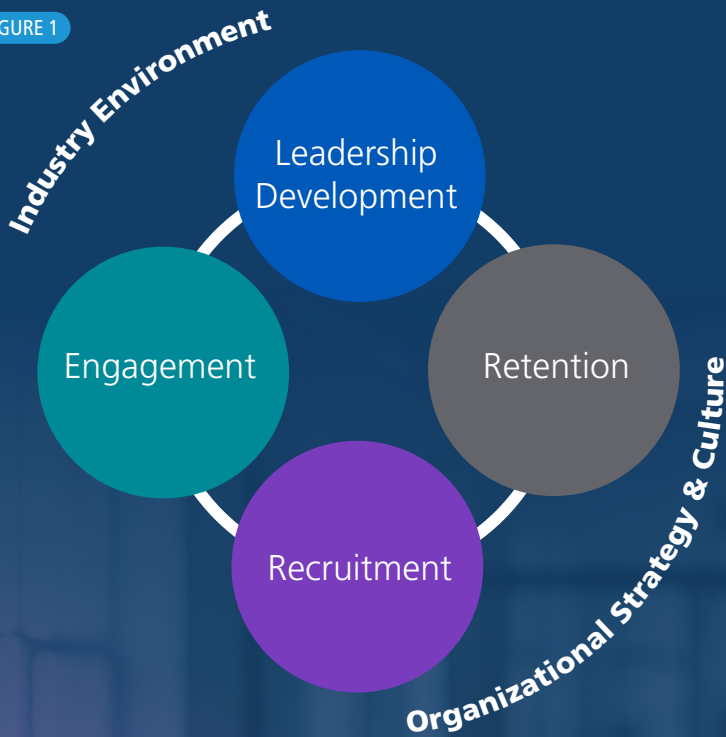 GURE 1
Industry Environment
Leadership
Development
Engagement
Retention
Recruitment
Organizational Strategy & Culture